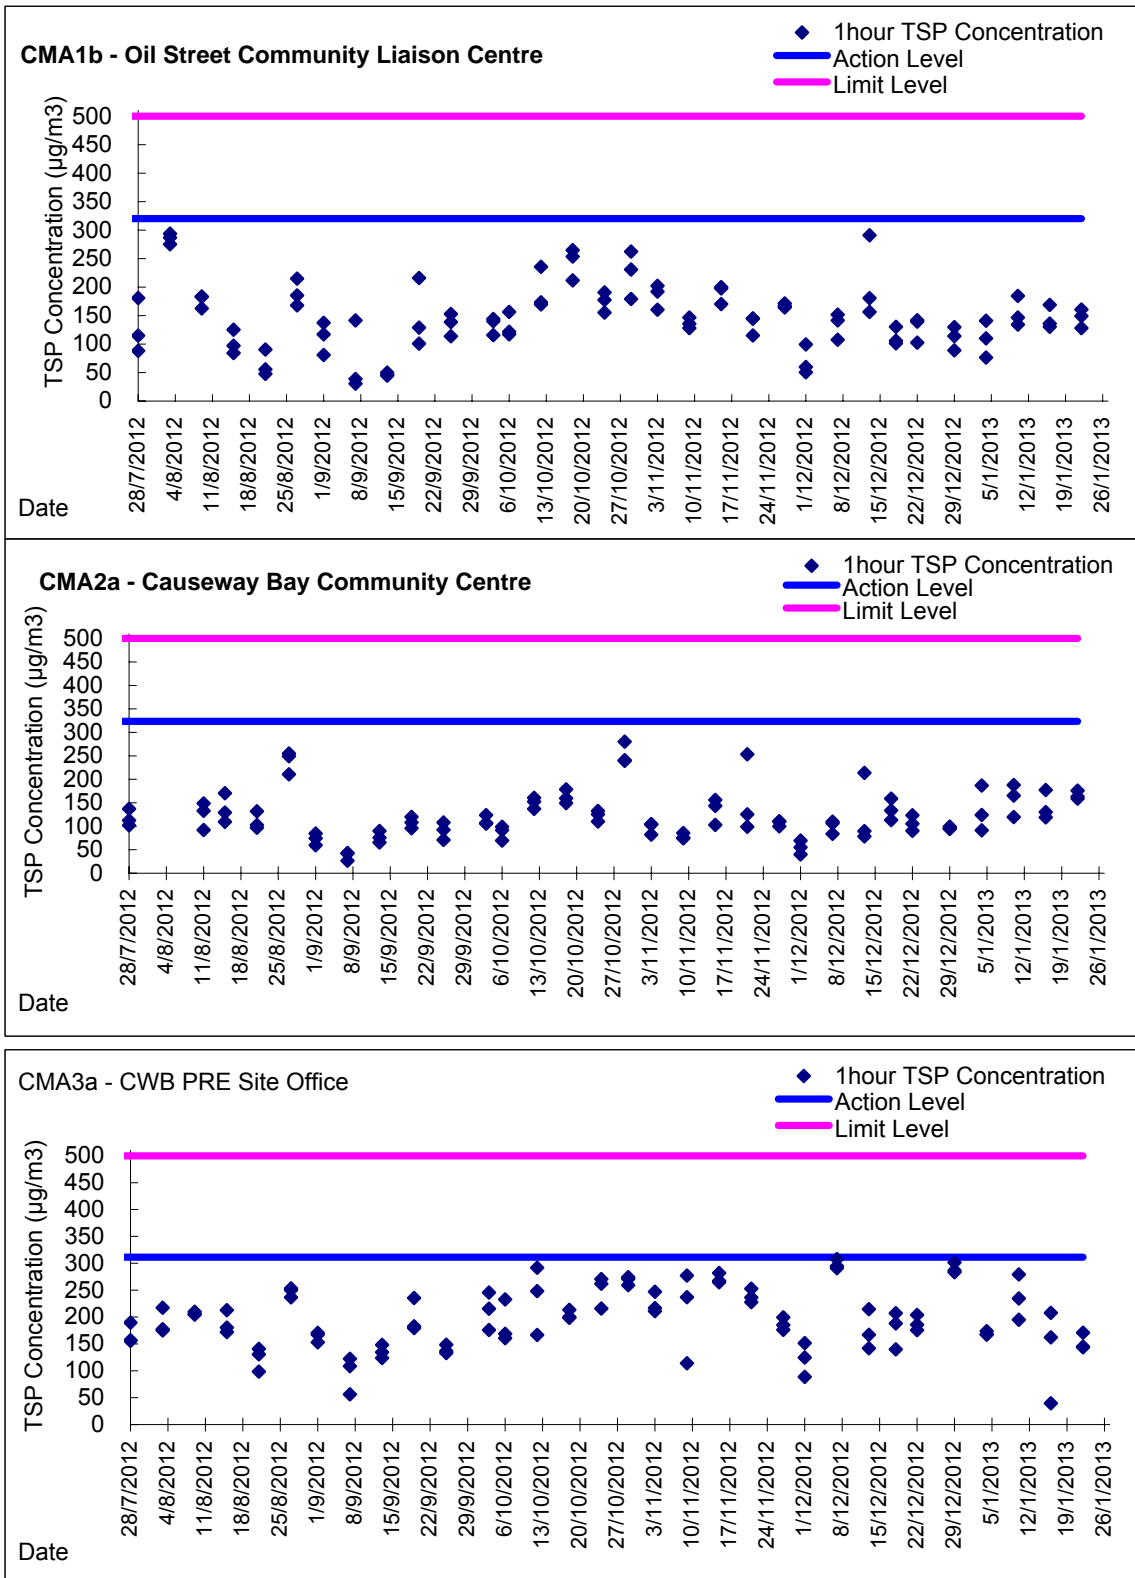 CMA1b - Oil Street Community Liaison Centre
1hour TSP Concentration
Action Level
Limit Level
TSP Concentration (µg/m3)
500
450
400
350
300
250
200
150
100
50
0
28/7/2012 4/8/2012 11/8/2012 18/8/2012 25/8/2012 1/9/2012 8/9/2012 15/9/2012 22/9/2012 29/9/2012 6/10/2012 13/10/2012 20/10/2012 27/10/2012 3/11/2012 10/11/2012 17/11/2012 24/11/2012 1/12/2012 8/12/2012 15/12/2012 22/12/2012 29/12/2012 5/1/2013 12/1/2013 19/1/2013 26/1/2013
Date
CMA2a - Causeway Bay Community Centre
1hour TSP Concentration
Action Level
Limit Level
TSP Concentration (µg/m3)
500
450
400
350
300
250
200
150
100
50
0
28/7/2012 4/8/2012 11/8/2012 18/8/2012 25/8/2012 1/9/2012 8/9/2012 15/9/2012 22/9/2012 29/9/2012 6/10/2012 13/10/2012 20/10/2012 27/10/2012 3/11/2012 10/11/2012 17/11/2012 24/11/2012 1/12/2012 8/12/2012 15/12/2012 22/12/2012 29/12/2012 5/1/2013 12/1/2013 19/1/2013 26/1/2013
Date
CMA3a - CWB PRE Site Office
1hour TSP Concentration
Action Level
Limit Level
TSP Concentration (µg/m3)
500
450
400
350
300
250
200
150
100
50
0
28/7/2012 4/8/2012 11/8/2012 18/8/2012 25/8/2012 1/9/2012 8/9/2012 15/9/2012 22/9/2012 29/9/2012 6/10/2012 13/10/2012 20/10/2012 27/10/2012 3/11/2012 10/11/2012 17/11/2012 24/11/2012 1/12/2012 8/12/2012 15/12/2012 22/12/2012 29/12/2012 5/1/2013 12/1/2013 19/1/2013 26/1/2013
Date